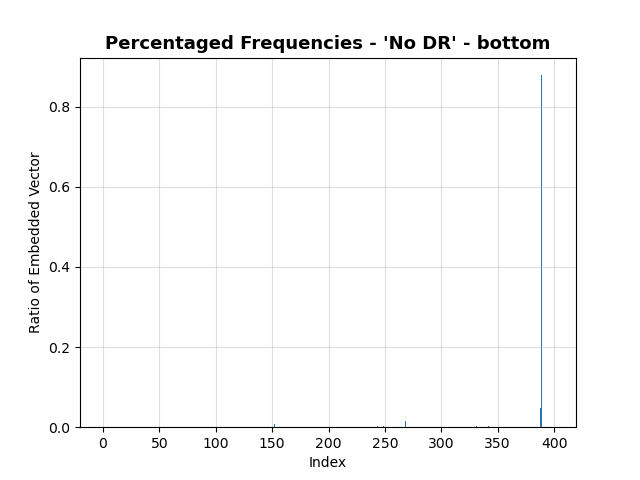 Percentaged Frequencies - 'No DR' - bottom
Ratio of Embedded Vector
0.8
0.6
0.4
0.2
0.0
0 50 100 150 200 250 300 350 400
Index